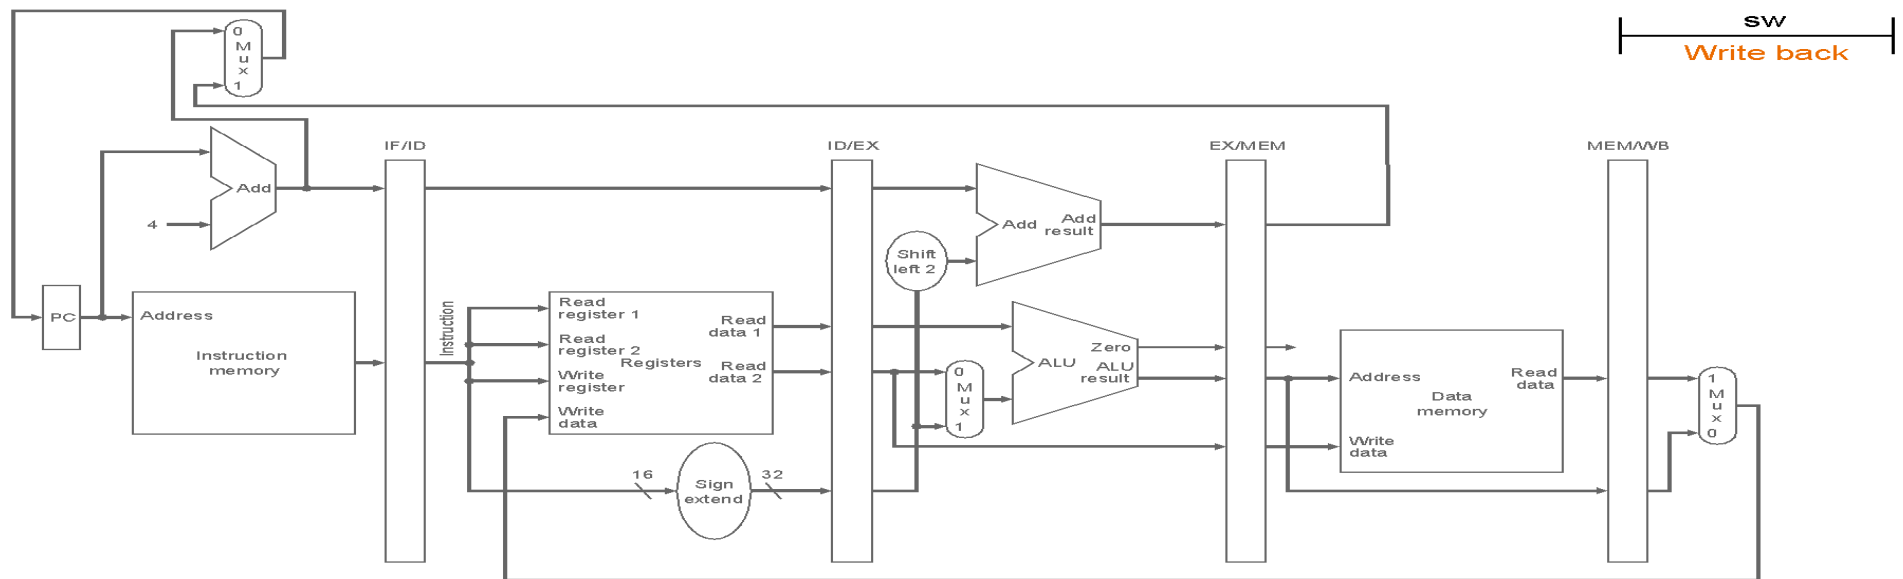 sw
Write back
0
M
u
x
1
IF/ID
ID/EX
EX/MEM
MEM/WB
Add
4
Add
Add
result
Shift
left 2
PC
Address
Instruction
memory
Instruction
Read
register 1
Read
register 2
Write
register
Write
data
Registers
Read
data 1
Read
data 2
16
Sign
extend
32
0
M
u
x
1
Zero
ALU
ALU
result
Address
Write
data
Data
memory
Read
data
1
M
u
x
0